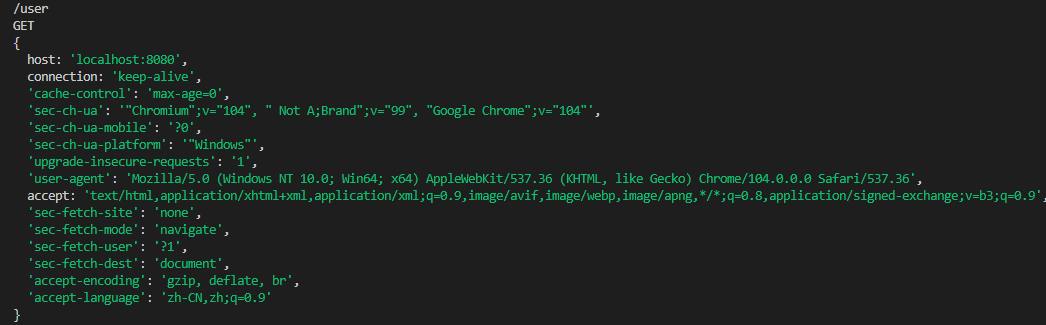 /user
GET
{
  host: 'localhost:8080',
  connection: 'keep-alive',
  'cache-control': 'max-age=0',
  'sec-ch-ua': '"Chromium";v="104", " Not A;Brand";v="99", "Google Chrome";v="104"',
  'sec-ch-ua-mobile': '?0',
  'sec-ch-ua-platform': '"Windows"',
  'upgrade-insecure-requests': '1',
  'user-agent': 'Mozilla/5.0 (Windows NT 10.0; Win64; x64) AppleWebKit/537.36 (KHTML, like Gecko) Chrome/104.0.0.0 Safari/537.36',
  accept: 'text/html,application/xhtml+xml,application/xml;q=0.9,image/avif,image/webp,image/apng,*/*;q=0.8,application/signed-exchange;v=b3;q=0.9',
  'sec-fetch-site': 'none',
  'sec-fetch-mode': 'navigate',
  'sec-fetch-user': '?1',
  'sec-fetch-dest': 'document',
  'accept-encoding': 'gzip, deflate, br',
  'accept-language': 'zh-CN,zh;q=0.9'
}